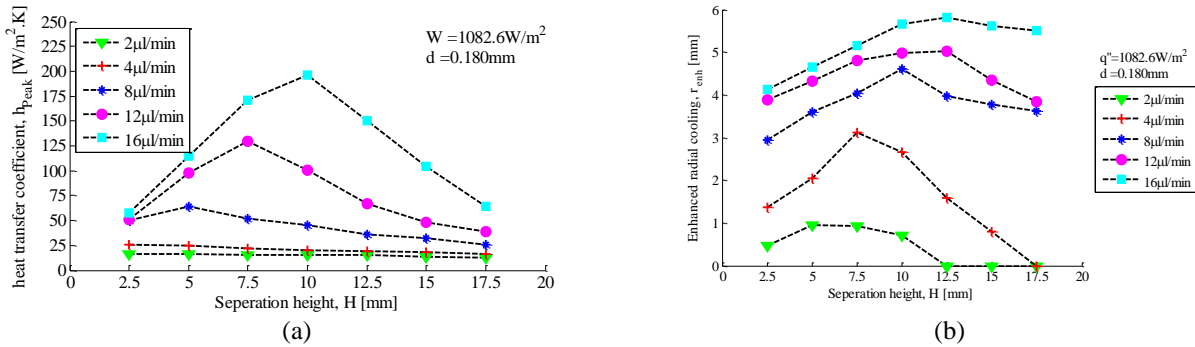 heat transfer coefficient, h_Peak [W/m².K]
250
225
200
175
150
125
100
75
50
25
0
2µl/min
4µl/min
8µl/min
12µl/min
16µl/min
W =1082.6W/m²
d =0.180mm
0 2.5 5 7.5 10 12.5 15 17.5 20
Seperation height, H [mm]
(a)
Enhanced radial cooling, r_enh [mm]
6
5
4
3
2
1
0
q"=1082.6W/m²
d=0.180mm
2µl/min
4µl/min
8µl/min
12µl/min
16µl/min
0 2.5 5 7.5 10 12.5 15 17.5 20
Seperation height, H [mm]
(b)